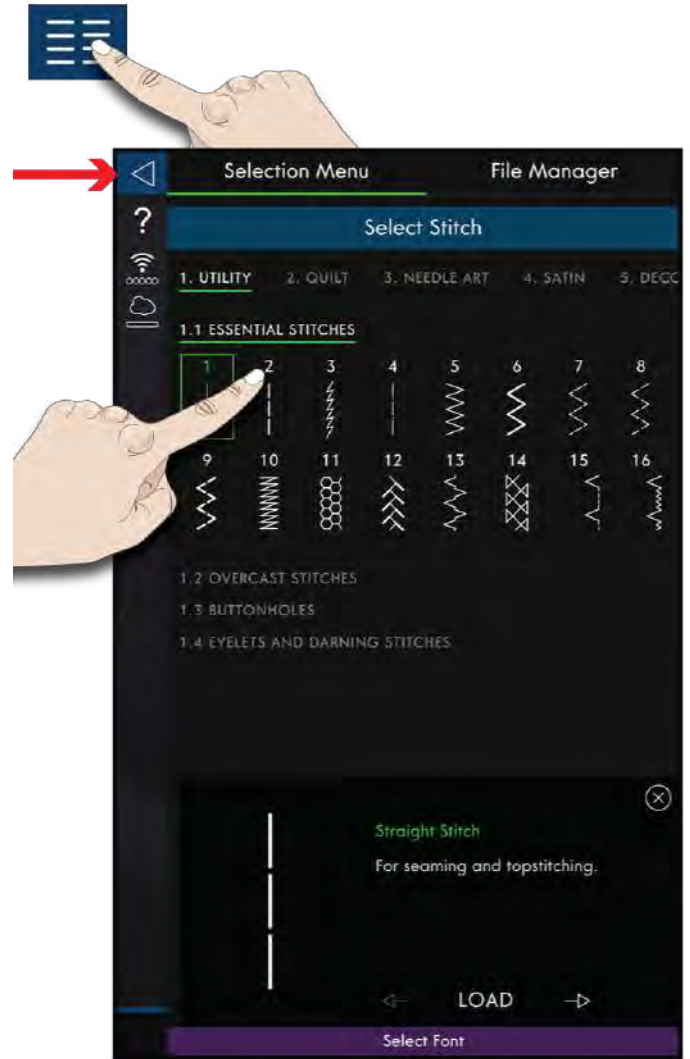 Selection Menu File Manager
?
Select Stitch
1. UTILITY 2. QUILT 3. NEEDLE ART 4. SATIN 5. DECO
1.1 ESSENTIAL STITCHES
1 2 3 4 5 6 7 8
9 10 11 12 13 14 15 16
1.2 OVERCAST STITCHES
1.3 BUTTONHOLES
1.4 EYELETS AND DARNING STITCHES
Straight Stitch
For seaming and topstitching.
LOAD
Select Font